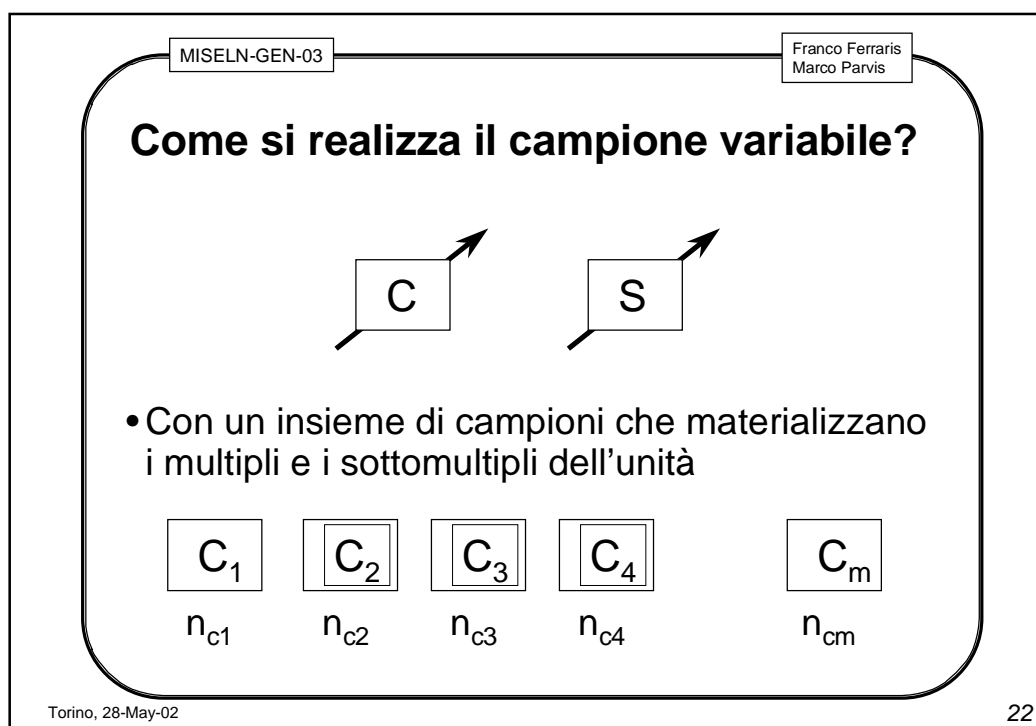 MISELN-GEN-03
Franco Ferraris
Marco Parvis
Come si realizza il campione variabile?
C S
•Con un insieme di campioni che materializzano
i multipli e i sottomultipli dell’unità
C1 C2 C3 C4 Cm
nc1 nc2 nc3 nc4 ncm
Torino, 28-May-02 22